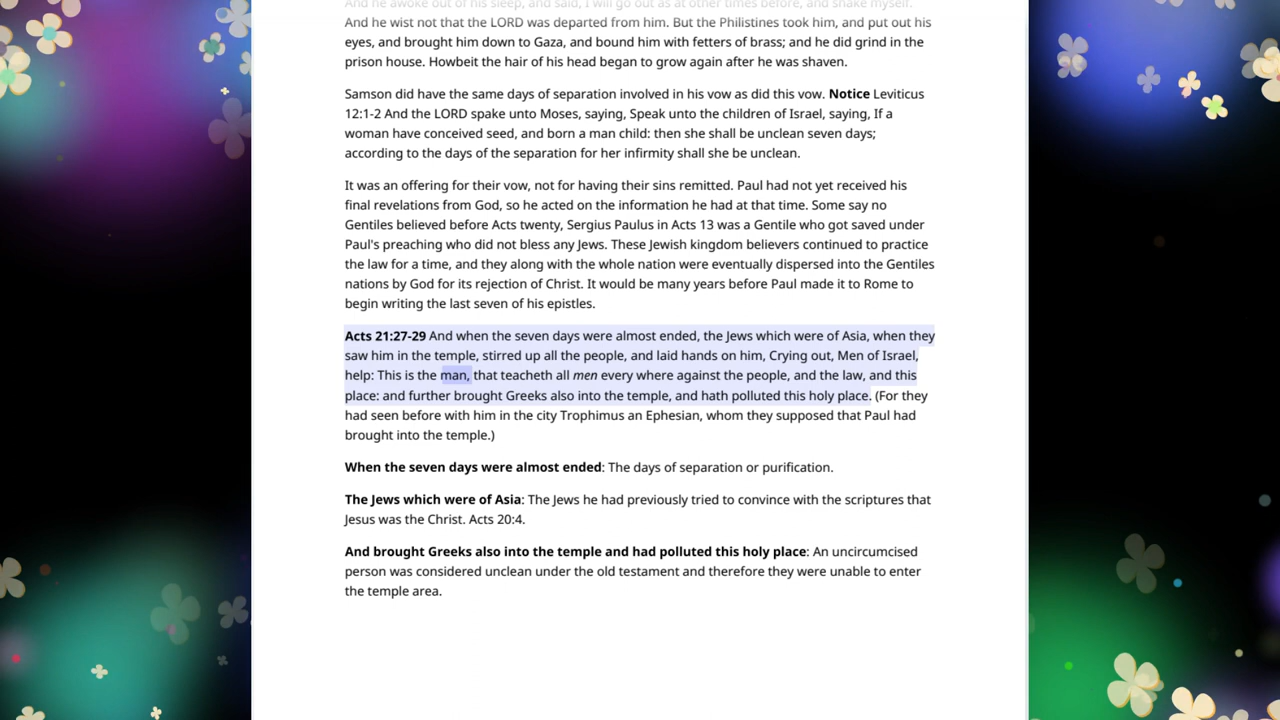 And he awoke out of his sleep, and said, I will go out as at other times before, and shake myself.
And he wist not that the LORD was departed from him. But the Philistines took him, and put out his
eyes, and brought him down to Gaza, and bound him with fetters of brass; and he did grind in the
prison house. Howbeit the hair of his head began to grow again after he was shaven.
Samson did have the same days of separation involved in his vow as did this vow. Notice Leviticus
12:1-2 And the LORD spake unto Moses, saying, Speak unto the children of Israel, saying, If a
woman have conceived seed, and born a man child: then she shall be unclean seven days;
according to the days of the separation for her infirmity shall she be unclean.
It was an offering for their vow, not for having their sins remitted. Paul had not yet received his
final revelations from God, so he acted on the information he had at that time. Some say no
Gentiles believed before Acts twenty, Sergius Paulus in Acts 13 was a Gentile who got saved under
Paul's preaching who did not bless any Jews. These Jewish kingdom believers continued to practice
the law for a time, and they along with the whole nation were eventually dispersed into the Gentiles
nations by God for its rejection of Christ. It would be many years before Paul made it to Rome to
begin writing the last seven of his epistles.
Acts 21:27-29 And when the seven days were almost ended, the Jews which were of Asia, when they
saw him in the temple, stirred up all the people, and laid hands on him, Crying out, Men of Israel,
help: This is the man, that teacheth all men every where against the people, and the law, and this
place: and further brought Greeks also into the temple, and hath polluted this holy place. (For they
had seen before with him in the city Trophimus an Ephesian, whom they supposed that Paul had
brought into the temple.)
When the seven days were almost ended: The days of separation or purification.
The Jews which were of Asia: The Jews he had previously tried to convince with the scriptures that
Jesus was the Christ. Acts 20:4.
And brought Greeks also into the temple and had polluted this holy place: An uncircumcised
person was considered unclean under the old testament and therefore they were unable to enter
the temple area.